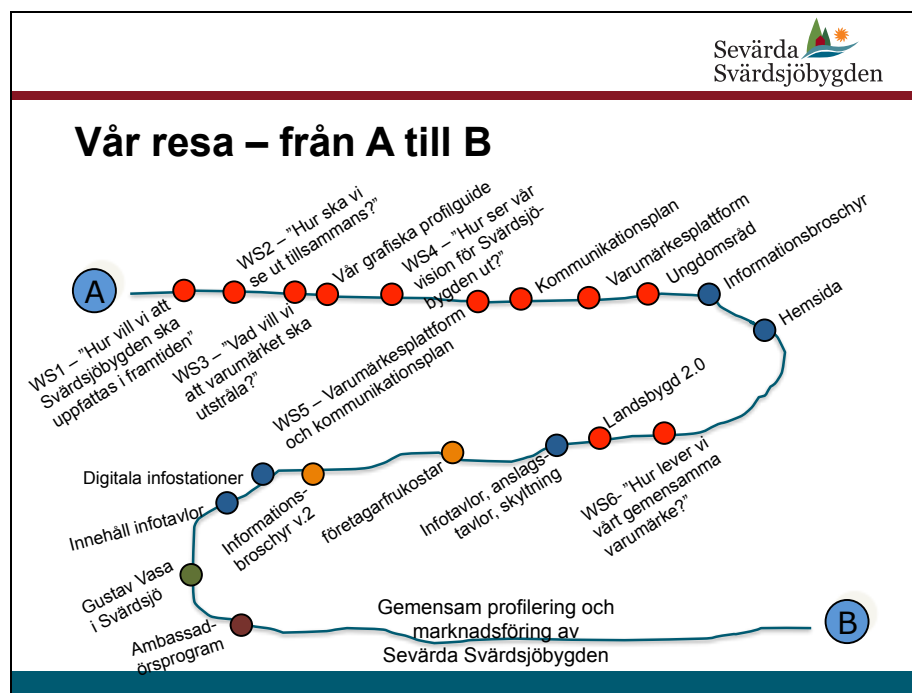 Sevärda
Svärdsjöbygden
Vår resa – från A till B
A
WS1 – ”Hur vill vi att
Svärdsjöbygden ska
uppfattas i framtiden”
WS2 – ”Hur ska vi
se ut tillsammans?”
WS3 – ”Vad vill vi
att varumärket ska
utstråla?”
Vår grafiska profilguide
WS4 – ”Hur ser vår
vision för Svärdsjö-
bygden ut?”
WS5 – Varumärkesplattform
och kommunikationsplan
Kommunikationsplan
Varumärkesplattform
Ungdomsråd
Informationsbroschyr
Hemsida
WS6- ”Hur lever vi
vårt gemensamma
varumärke?”
Landsbygd 2.0
Infotavlor, anslags-
tavlor, skyltning
företagarfrukostar
Informations-
broschyr v.2
Digitala infostationer
Innehåll infotavlor
Gustav Vasa
i Svärdsjö
Ambassad-
örsprogram
Gemensam profilering och
marknadsföring av
Sevärda Svärdsjöbygden
B